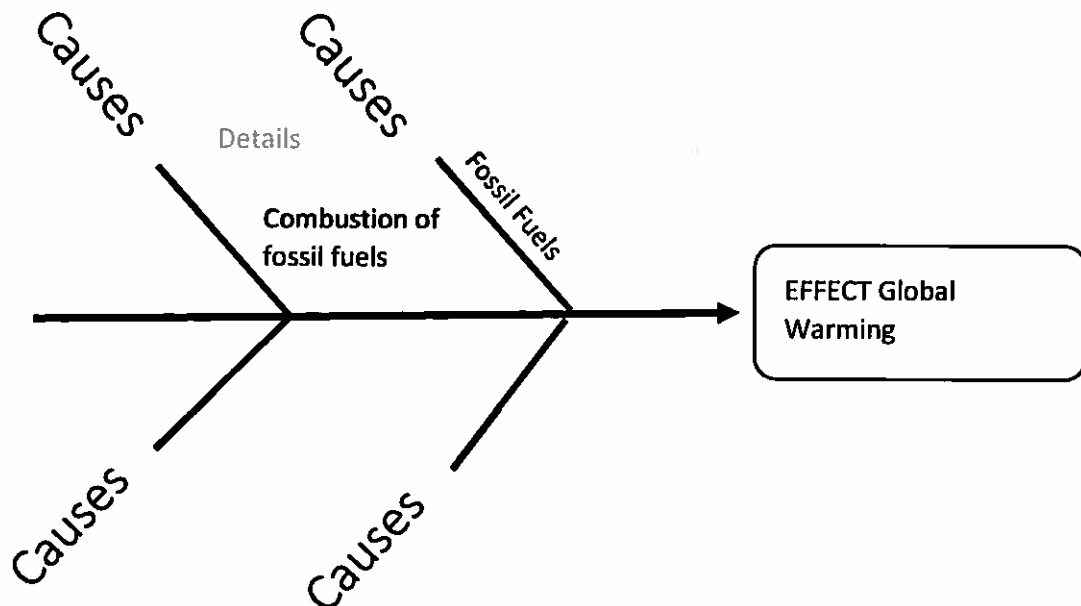 Causes
Causes
Details
Fossil Fuels
Combustion of
fossil fuels
EFFECT Global
Warming
Causes
Causes